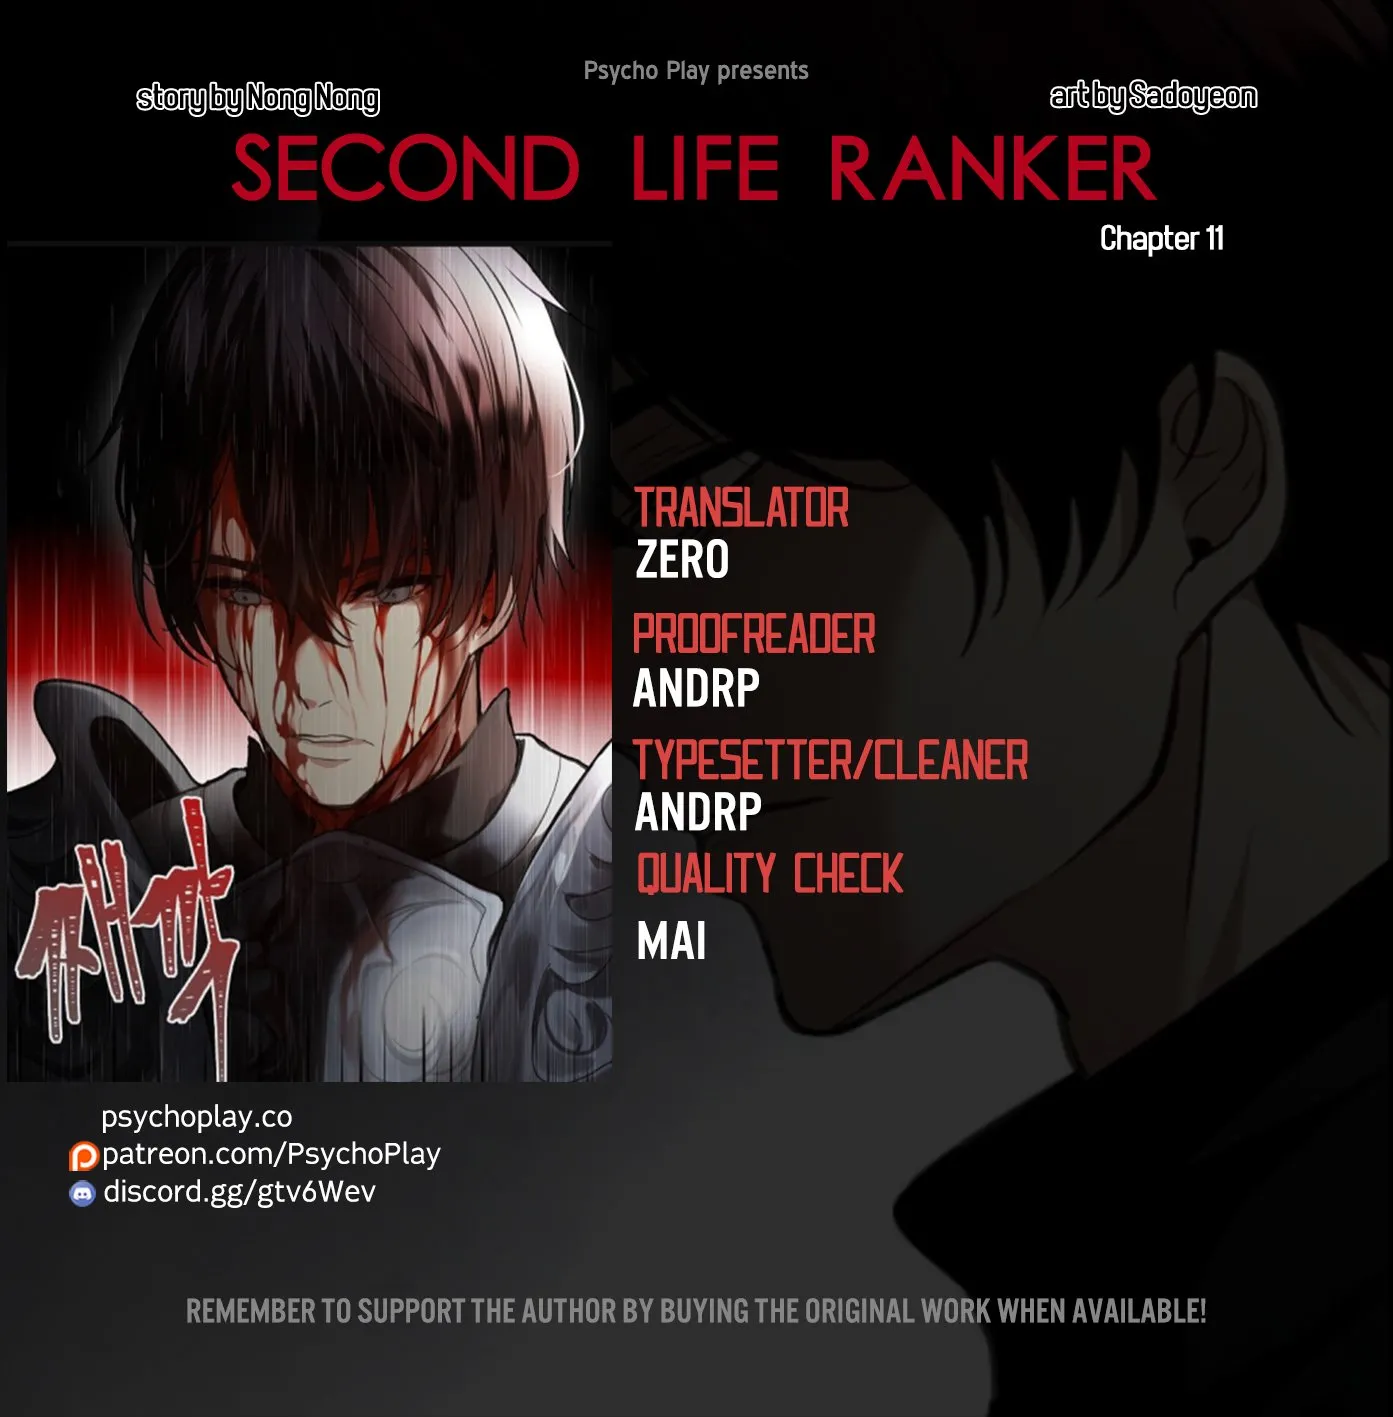 Psycho Play presents
story by Nong Nong
art by Sadoyeon
SECOND LIFE RANKER
Chapter 11
TRANSLATOR
ZERO
PROOFREADER
ANDRP
TYPESETTER/CLEANER
ANDRP
QUALITY CHECK
MAI
psychoplay.co
patreon.com/PsychoPlay
discord.gg/gtv6Wev
REMEMBER TO SUPPORT THE AUTHOR BY BUYING THE ORIGINAL WORK WHEN AVAILABLE!